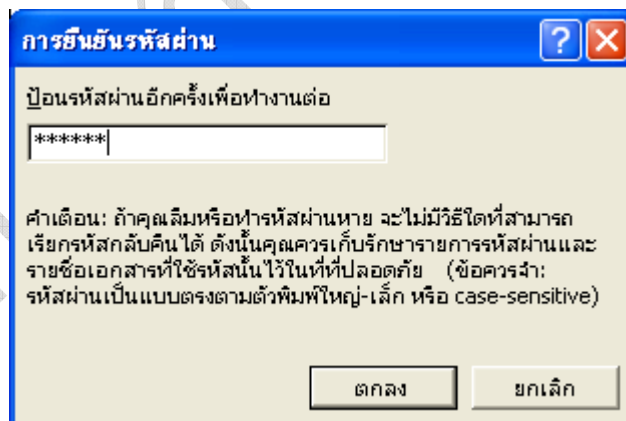 การยืนยันรหัสผ่าน
ป้อนรหัสผ่านอีกครั้งเพื่อทำงานต่อ
******
คำเตือน: ถ้าคุณลืมหรือทำรหัสผ่านหาย จะไม่มีวิธีใดที่สามารถ
เรียกรหัสกลับคืนได้ ดังนั้นคุณควรเก็บรักษารายการรหัสผ่านและ
รายชื่อเอกสารที่ใช้รหัสนั้นไว้ในที่ที่ปลอดภัย (ข้อควรจำ:
รหัสผ่านเป็นแบบตรงตามตัวพิมพ์ใหญ่-เล็ก หรือ case-sensitive)
ตกลง ยกเลิก